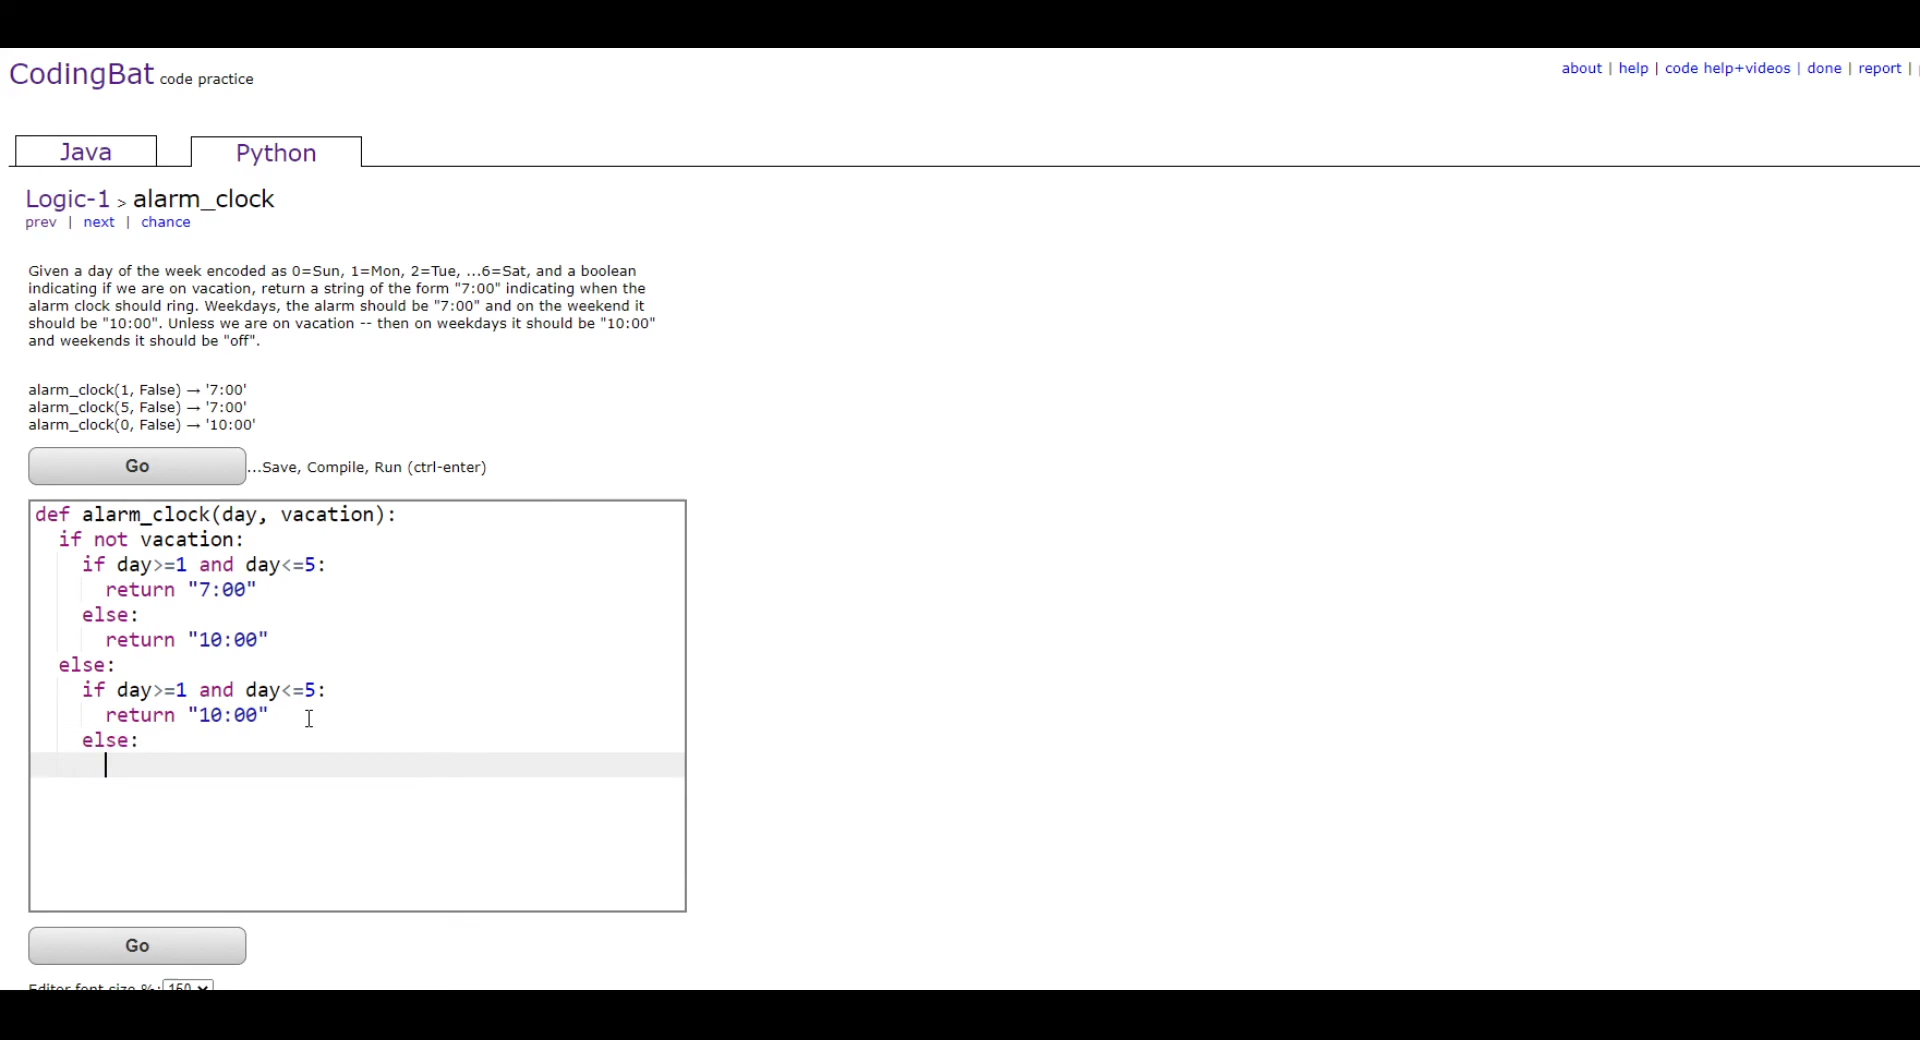 CodingBat code practice
about | help | code help+videos | done | report |
Java
Python
Logic-1 > alarm_clock
prev | next | chance
Given a day of the week encoded as 0=Sun, 1=Mon, 2=Tue, ...6=Sat, and a boolean
indicating if we are on vacation, return a string of the form "7:00" indicating when the
alarm clock should ring. Weekdays, the alarm should be "7:00" and on the weekend it
should be "10:00". Unless we are on vacation -- then on weekdays it should be "10:00"
and weekends it should be "off".
alarm_clock(1, False) → '7:00'
alarm_clock(5, False) → '7:00'
alarm_clock(0, False) → '10:00'
Go ...Save, Compile, Run (ctrl-enter)
def alarm_clock(day, vacation):
if not vacation:
if day>=1 and day<=5:
return "7:00"
else:
return "10:00"
else:
if day>=1 and day<=5:
return "10:00"
else:
Go
Editor font size %: 150